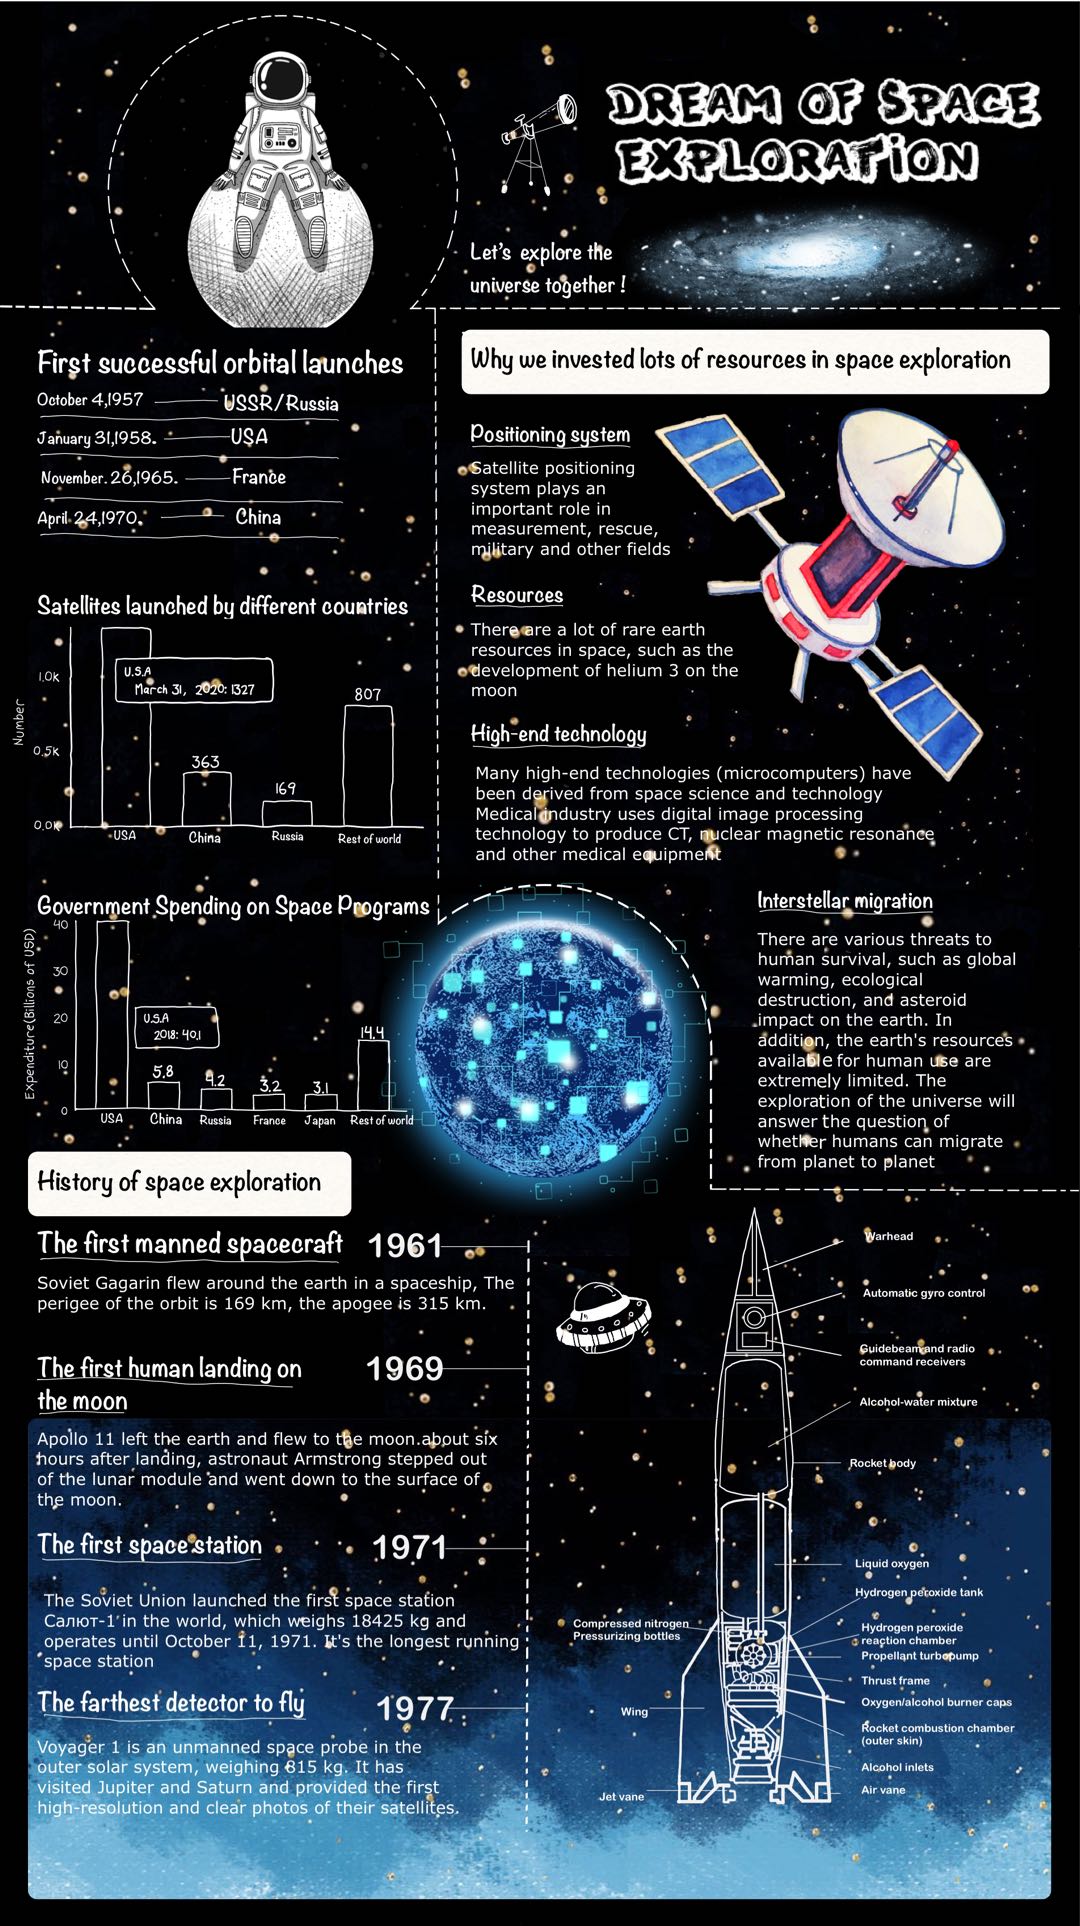 DREAM OF SPACE
EXPLORATION
Let's explore the
universe together !
First successful orbital launches
October 4,1957 USSR/Russia
January 31,1958. USA
November. 26,1965. France
April 24,1970. China
Satellites launched by different countries
Number
1.0k
0.5k
0.0k
U.S.A
March 31, 2020: 1327
363
169
807
USA
China
Russia
Rest of world
Government Spending on Space Programs
Expenditure(Billions of USD)
40
30
20
10
0
U.S.A
2018: 40.1
5.8
4.2
3.2
3.1
14.4
USA
China
Russia
France
Japan
Rest of world
Why we invested lots of resources in space exploration
Positioning system
Satellite positioning
system plays an
important role in
measurement, rescue,
military and other fields
Resources
There are a lot of rare earth
resources in space, such as the
development of helium 3 on the
moon
High-end technology
Many high-end technologies (microcomputers) have
been derived from space science and technology
Medical industry uses digital image processing
technology to produce CT, nuclear magnetic resonance
and other medical equipment
Interstellar migration
There are various threats to
human survival, such as global
warming, ecological
destruction, and asteroid
impact on the earth. In
addition, the earth's resources
available for human use are
extremely limited. The
exploration of the universe will
answer the question of
whether humans can migrate
from planet to planet
History of space exploration
The first manned spacecraft 1961
Soviet Gagarin flew around the earth in a spaceship, The
perigee of the orbit is 169 km, the apogee is 315 km.
The first human landing on 1969
the moon
Apollo 11 left the earth and flew to the moon.about six
hours after landing, astronaut Armstrong stepped out
of the lunar module and went down to the surface of
the moon.
The first space station 1971
The Soviet Union launched the first space station
Салют-1'in the world, which weighs 18425 kg and
operates until October 11, 1971. It's the longest running
space station
The farthest detector to fly 1977
Voyager 1 is an unmanned space probe in the
outer solar system, weighing 815 kg. It has
visited Jupiter and Saturn and provided the first
high-resolution and clear photos of their satellites.
Warhead
Automatic gyro control
Guidebeam and radio
command receivers
Alcohol-water mixture
Rocket body
Liquid oxygen
Hydrogen peroxide tank
Compressed nitrogen
Pressurizing bottles
Hydrogen peroxide
reaction chamber
Propellant turbopump
Thrust frame
Oxygen/alcohol burner caps
Wing
Rocket combustion chamber
(outer skin)
Alcohol inlets
Air vane
Jet vane